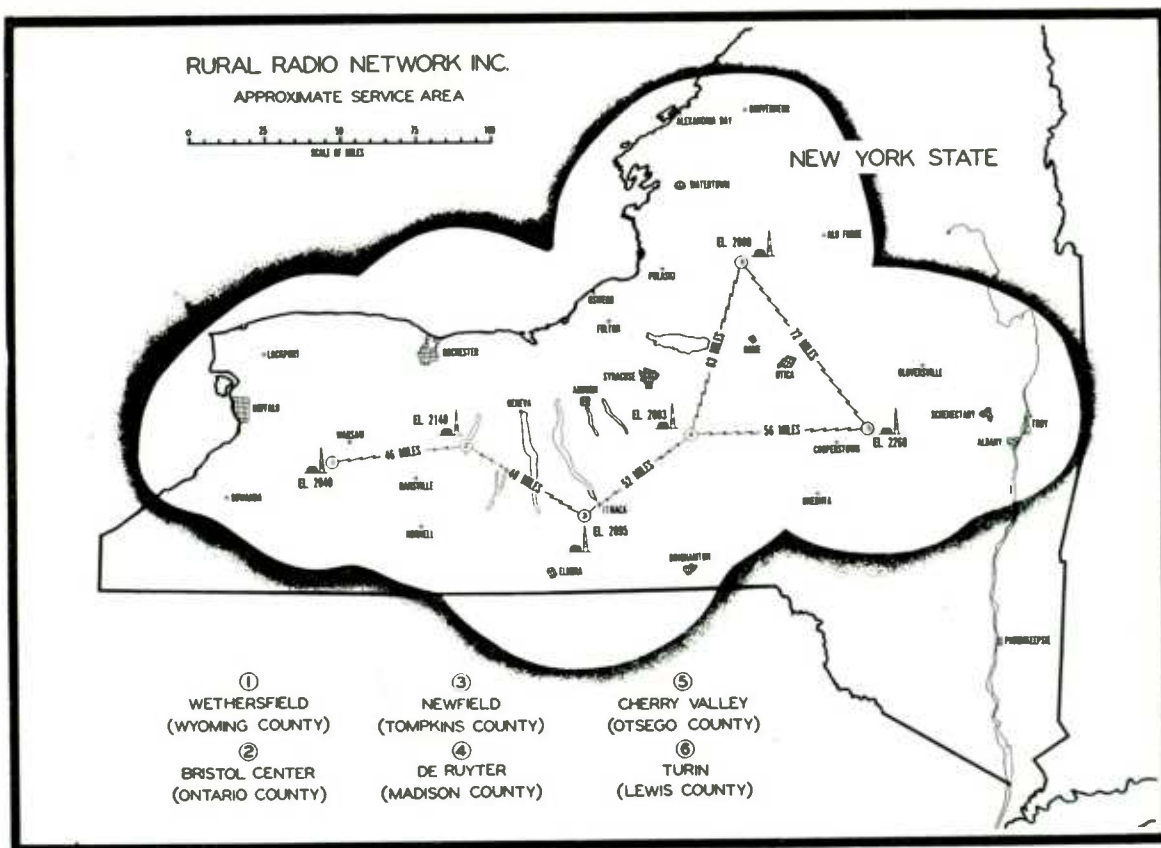 RURAL RADIO NETWORK INC.
APPROXIMATE SERVICE AREA
0 25 50 75 100
SCALE OF MILES
NEW YORK STATE
ALEXANDRIA BAY
GOUVERNEUR
WATERTOWN
OLD FORGE
EL 2000
PULASKI
OSWEGO
FULTON
63 MILES
72 MILES
ROME
UTICA
LOCKPORT
ROCHESTER
SYRACUSE
AUBURN
GLOVERSVILLE
BUFFALO
GENEVA
EL 2140
EL 2003
SCHENECTADY
TROY
ALBANY
WARSAW
46 MILES
56 MILES
COOPERSTOWN
EL 2260
EL 2040
DANSVILLE
52 MILES
GOWANDA
ITHACA
ONEONTA
HORNELL
3
EL 2095
ELMIRA
BINGHAMTON
POUGHKEEPSIE
1
WETHERSFIELD
(WYOMING COUNTY)
3
NEWFIELD
(TOMPKINS COUNTY)
5
CHERRY VALLEY
(OTSEGO COUNTY)
2
BRISTOL CENTER
(ONTARIO COUNTY)
4
DE RUYTER
(MADISON COUNTY)
6
TURIN
(LEWIS COUNTY)